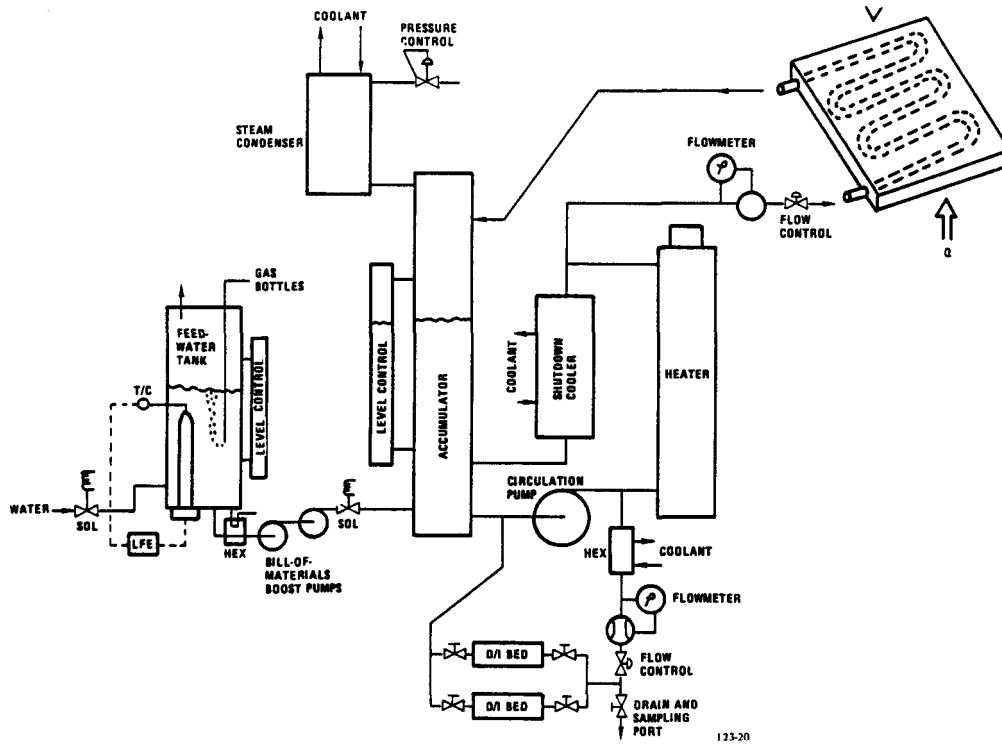 COOLANT
PRESSURE
CONTROL
STEAM
CONDENSER
FLOWMETER
FLOW
CONTROL
α
GAS
BOTTLES
FEED-
WATER
TANK
T/C
LEVEL CONTROL
LEVEL CONTROL
ACCUMULATOR
COOLANT
SHUTDOWN
COOLER
HEATER
WATER
SOL
LFE
HEX
BILL-OF-
MATERIALS
BOOST PUMPS
SOL
CIRCULATION
PUMP
HEX
COOLANT
FLOWMETER
D/I BED
D/I BED
FLOW
CONTROL
DRAIN AND
SAMPLING
PORT
123-20